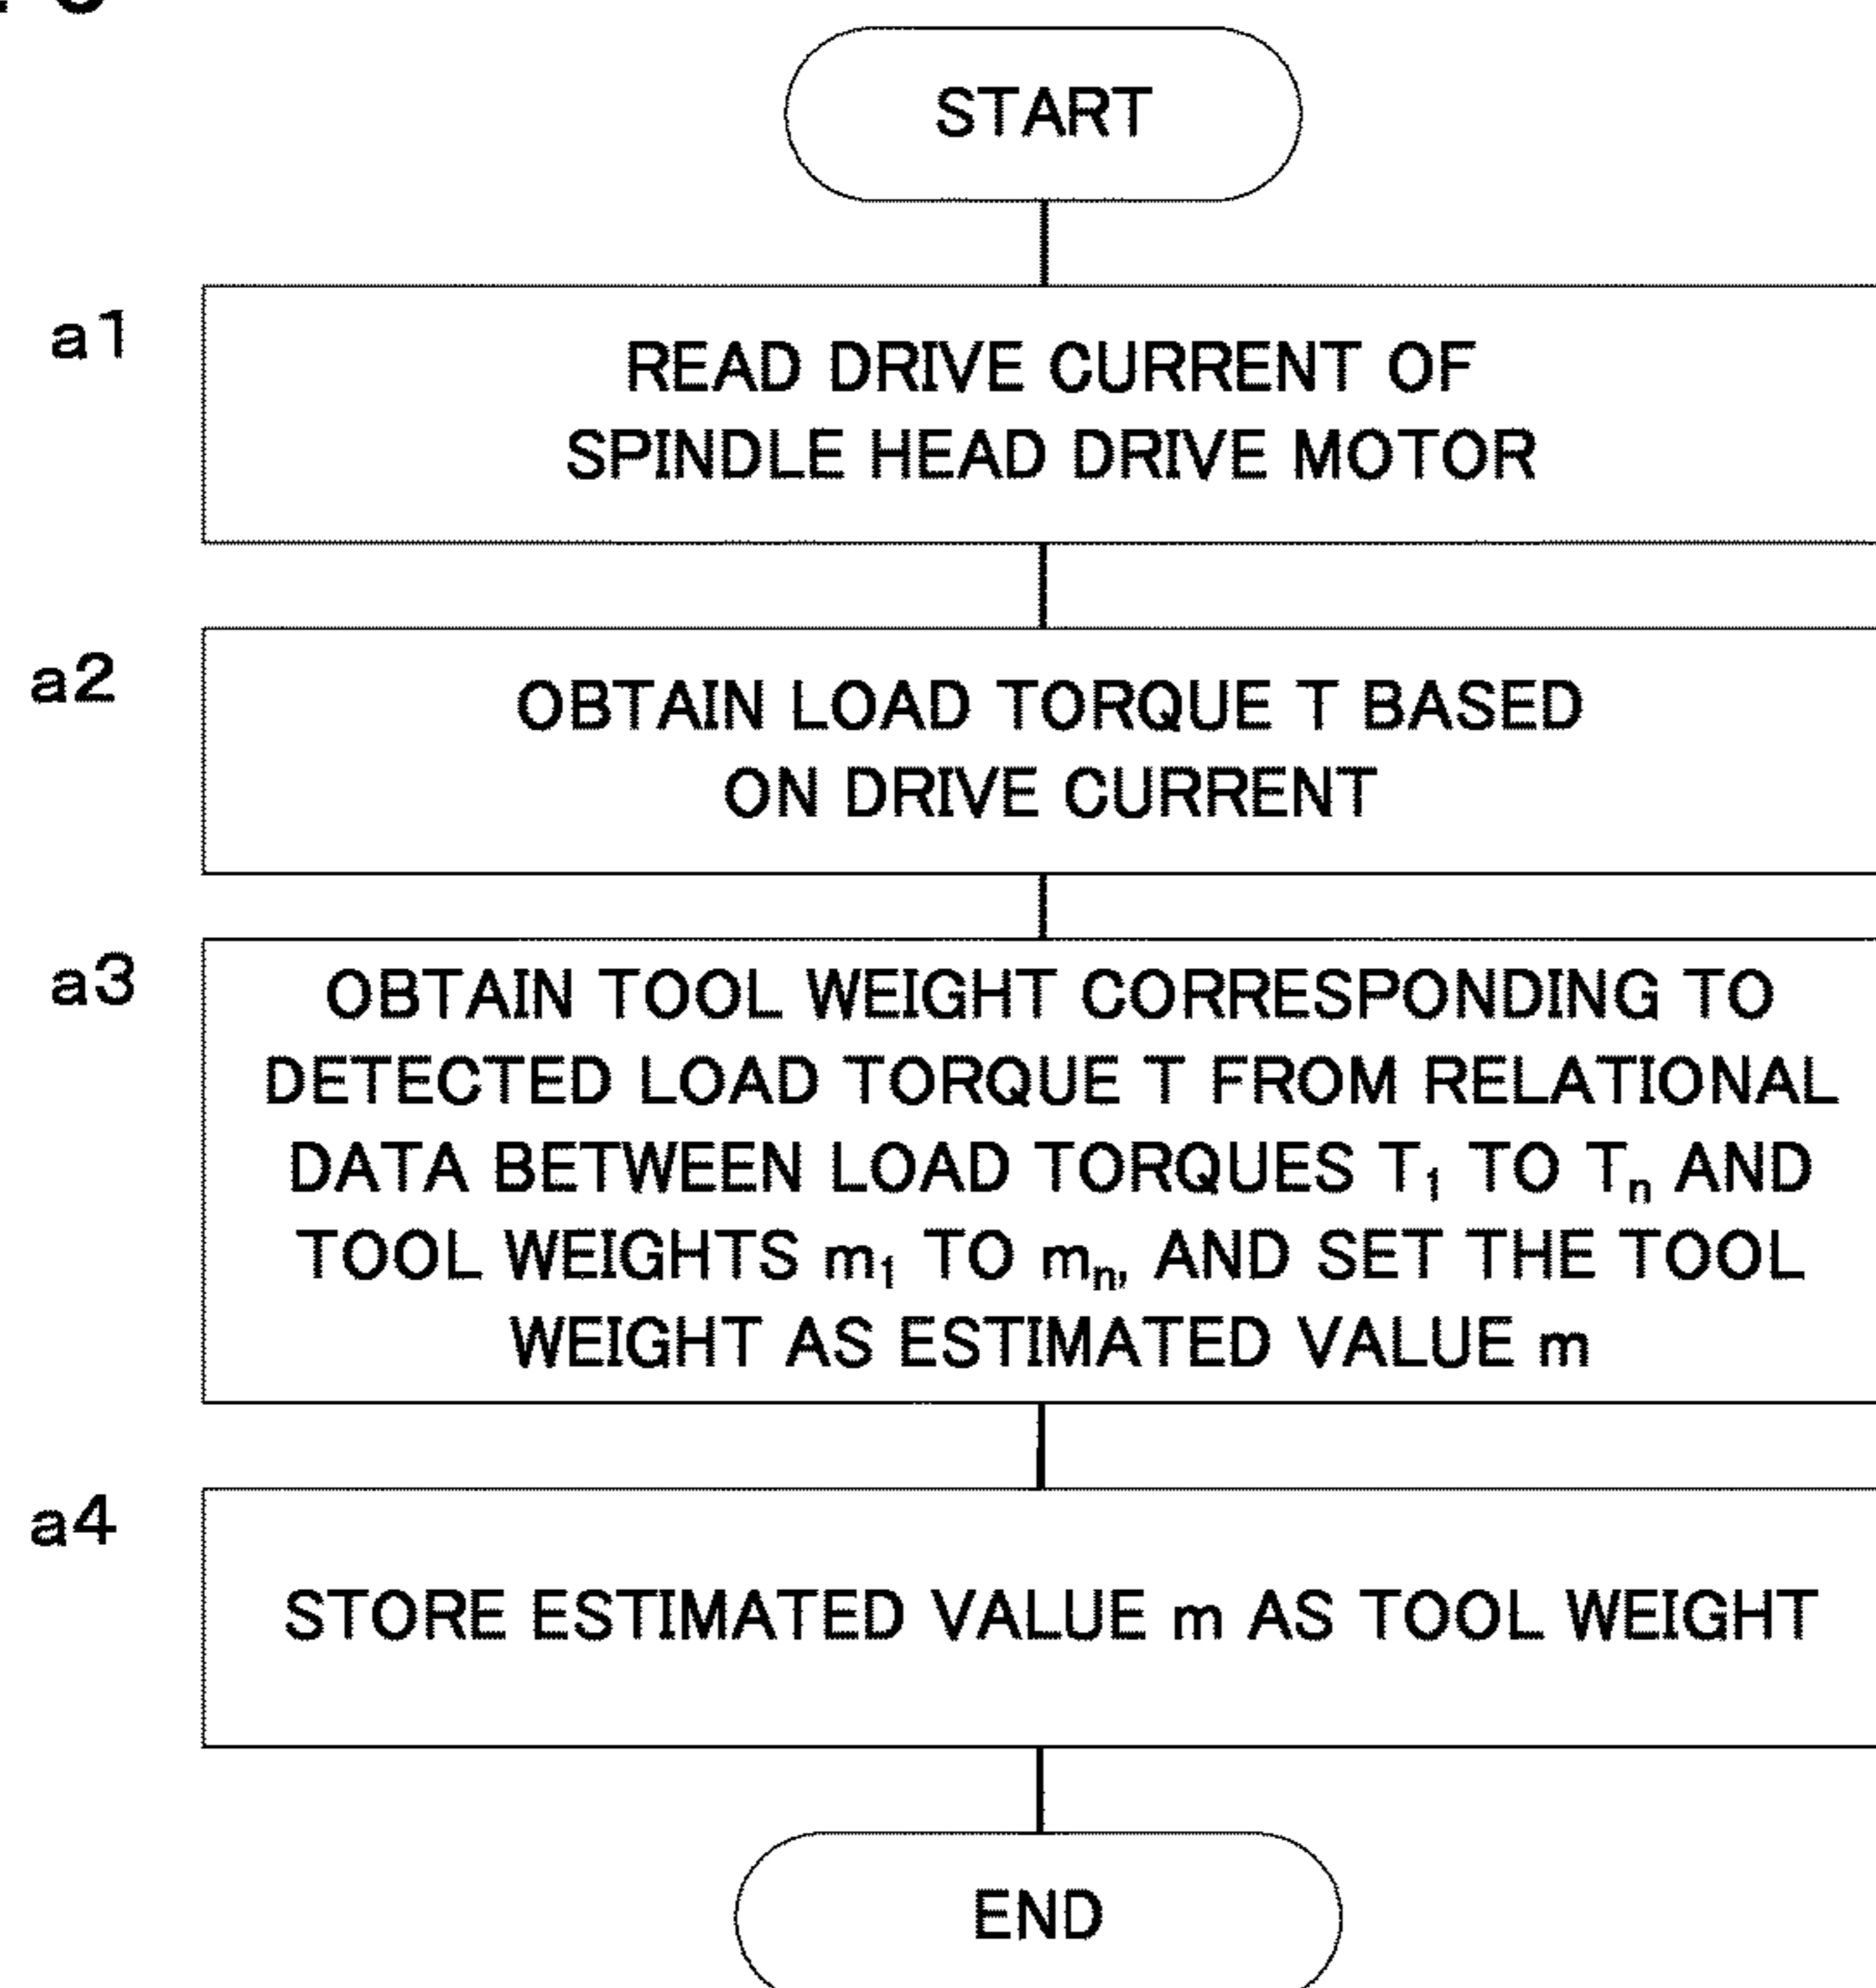 START
a1
READ DRIVE CURRENT OF
SPINDLE HEAD DRIVE MOTOR
a2
OBTAIN LOAD TORQUE T BASED
ON DRIVE CURRENT
a3
OBTAIN TOOL WEIGHT CORRESPONDING TO
DETECTED LOAD TORQUE T FROM RELATIONAL
DATA BETWEEN LOAD TORQUES T₁ TO Tₙ AND
TOOL WEIGHTS m₁ TO mₙ, AND SET THE TOOL
WEIGHT AS ESTIMATED VALUE m
a4
STORE ESTIMATED VALUE m AS TOOL WEIGHT
END